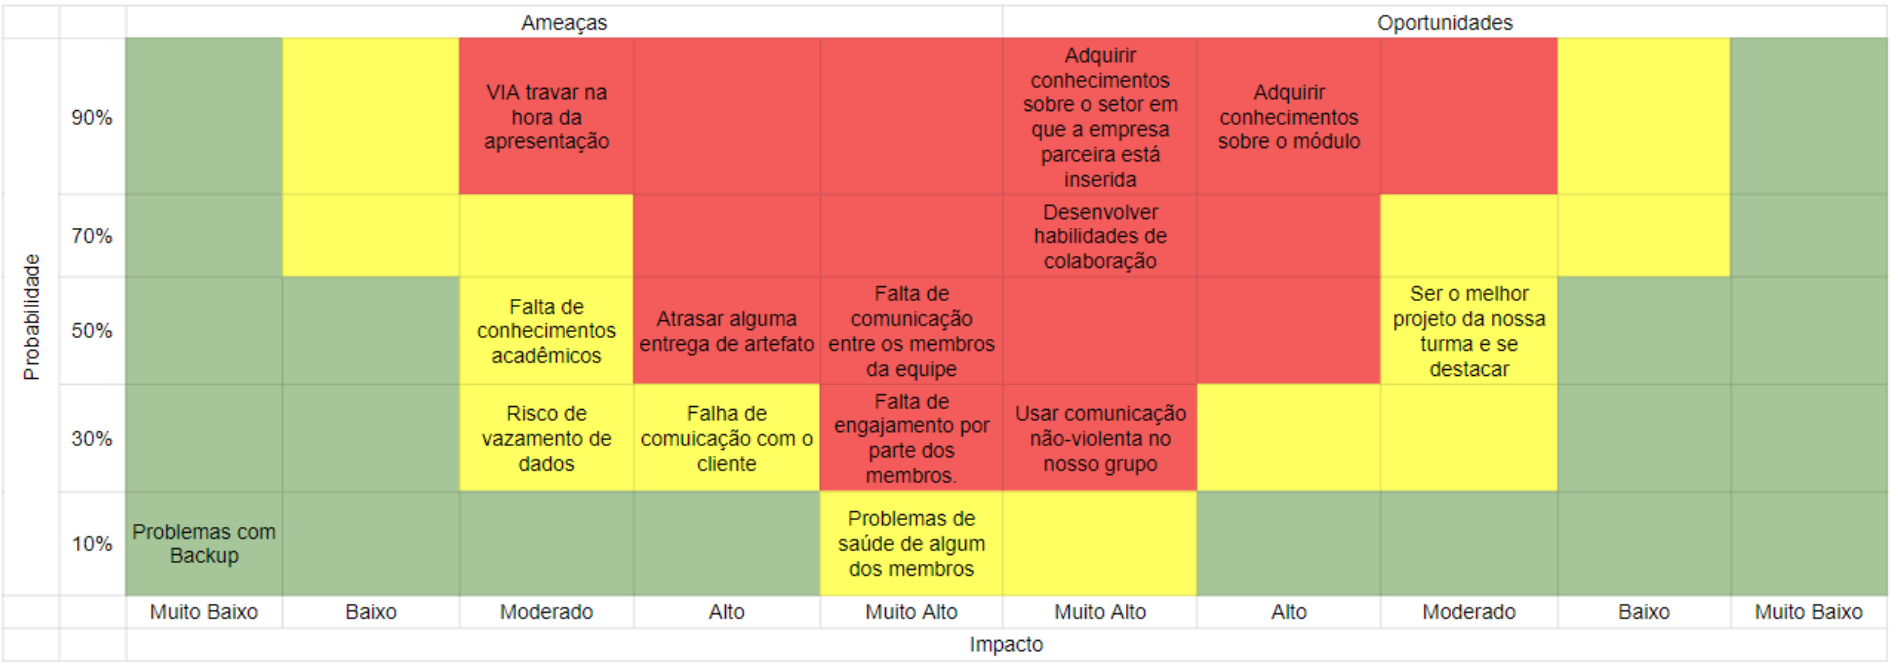 Ameaças
Oportunidades
Probabilidade
90%
VIA travar na
hora da
apresentação
Adquirir
conhecimentos
sobre o setor em
que a empresa
parceira está
inserida
Adquirir
conhecimentos
sobre o módulo
70%
Desenvolver
habilidades de
colaboração
50%
Falta de
conhecimentos
acadêmicos
Atrasar alguma
entrega de artefato
Falta de
comunicação
entre os membros
da equipe
Ser o melhor
projeto da nossa
turma e se
destacar
30%
Risco de
vazamento de
dados
Falha de
comuicação com o
cliente
Falta de
engajamento por
parte dos
membros.
Usar comunicação
não-violenta no
nosso grupo
10%
Problemas com
Backup
Problemas de
saúde de algum
dos membros
Muito Baixo
Baixo
Moderado
Alto
Muito Alto
Muito Alto
Alto
Moderado
Baixo
Muito Baixo
Impacto